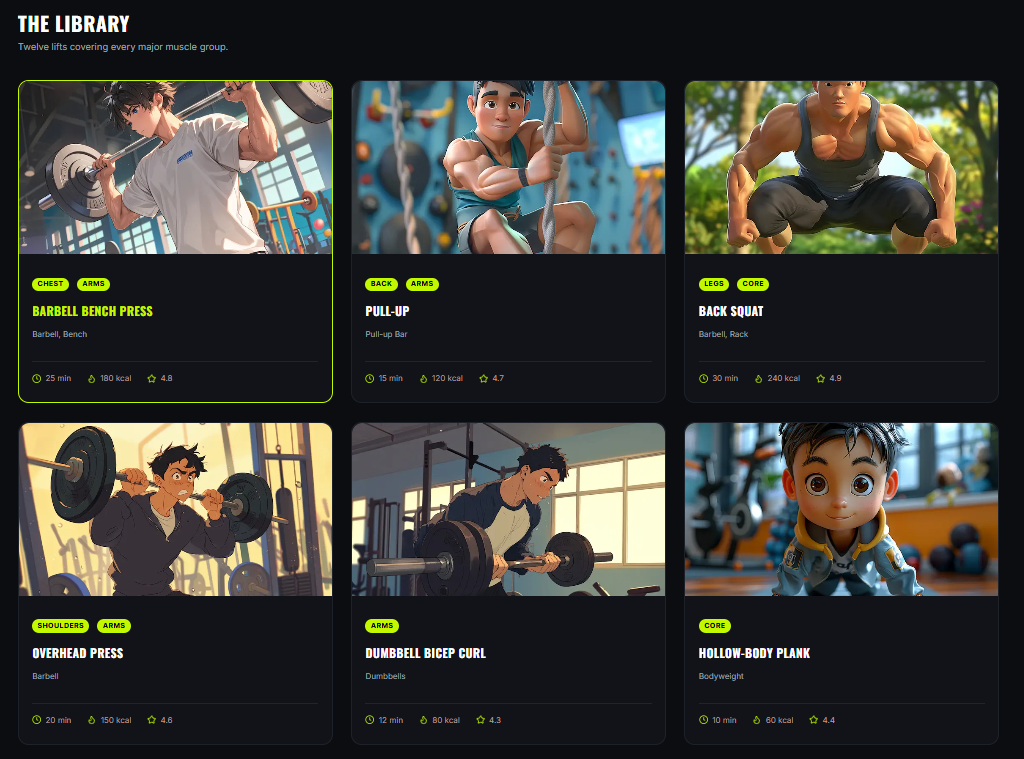 THE LIBRARY
Twelve lifts covering every major muscle group.
CHEST ARMS
BARBELL BENCH PRESS
Barbell, Bench
25 min 180 kcal 4.8
BACK ARMS
PULL-UP
Pull-up Bar
15 min 120 kcal 4.7
LEGS CORE
BACK SQUAT
Barbell, Rack
30 min 240 kcal 4.9
SHOULDERS ARMS
OVERHEAD PRESS
Barbell
20 min 150 kcal 4.6
ARMS
DUMBBELL BICEP CURL
Dumbbells
12 min 80 kcal 4.3
CORE
HOLLOW-BODY PLANK
Bodyweight
10 min 60 kcal 4.4